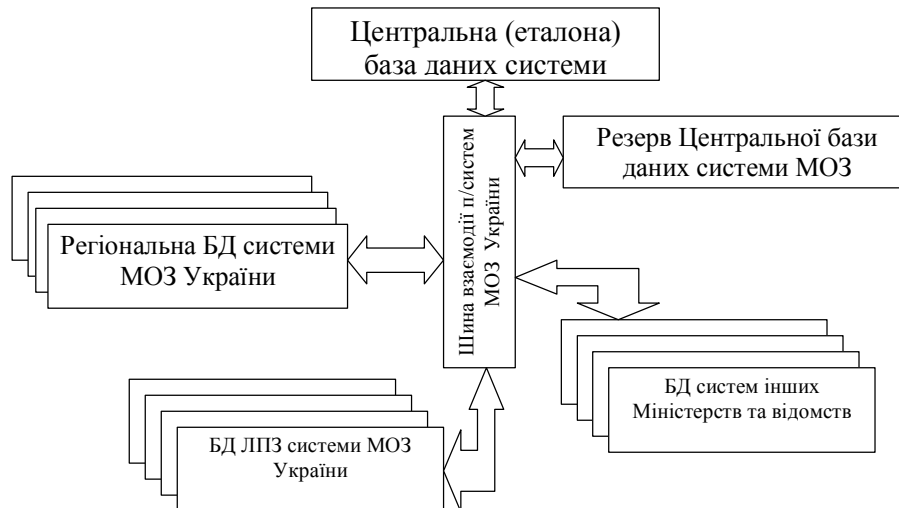 Центральна (еталона)
база даних системи
Резерв Центральної бази
даних системи МОЗ
Шина взаємодії п/систем
МОЗ України
Регіональна БД системи
МОЗ України
БД систем інших
Міністерств та відомств
БД ЛПЗ системи МОЗ
України